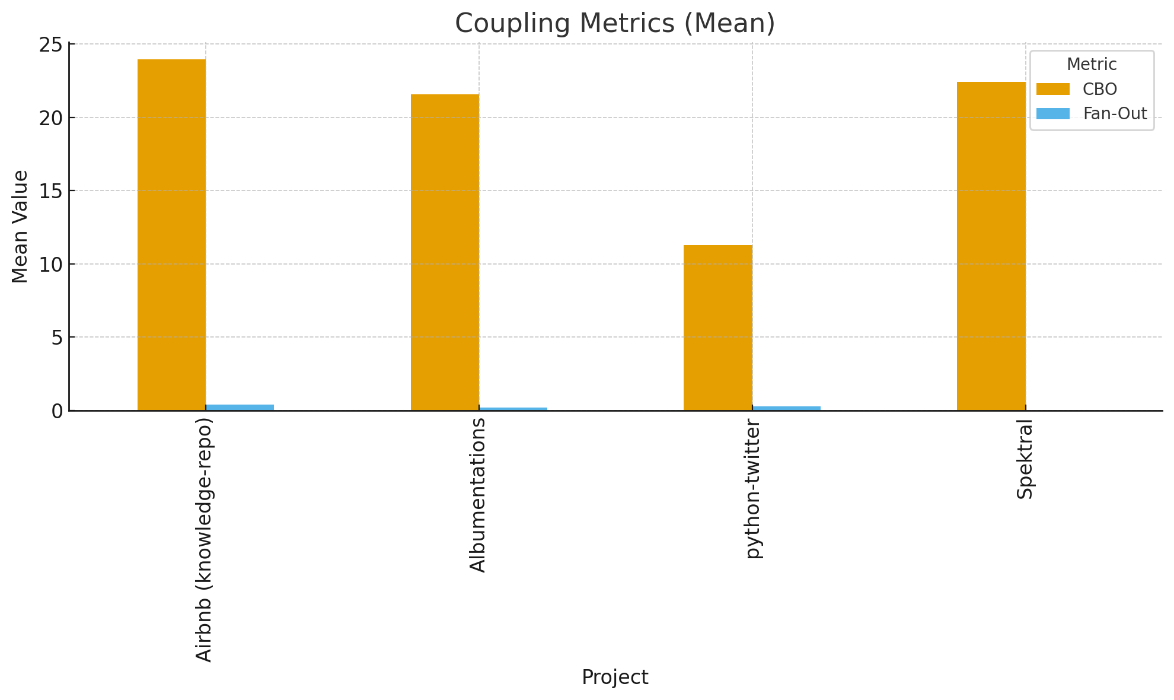 Coupling Metrics (Mean)
Metric
CBO
Fan-Out
Mean Value
25
20
15
10
5
0
Airbnb (knowledge-repo)
Albumentations
python-twitter
Spektral
Project